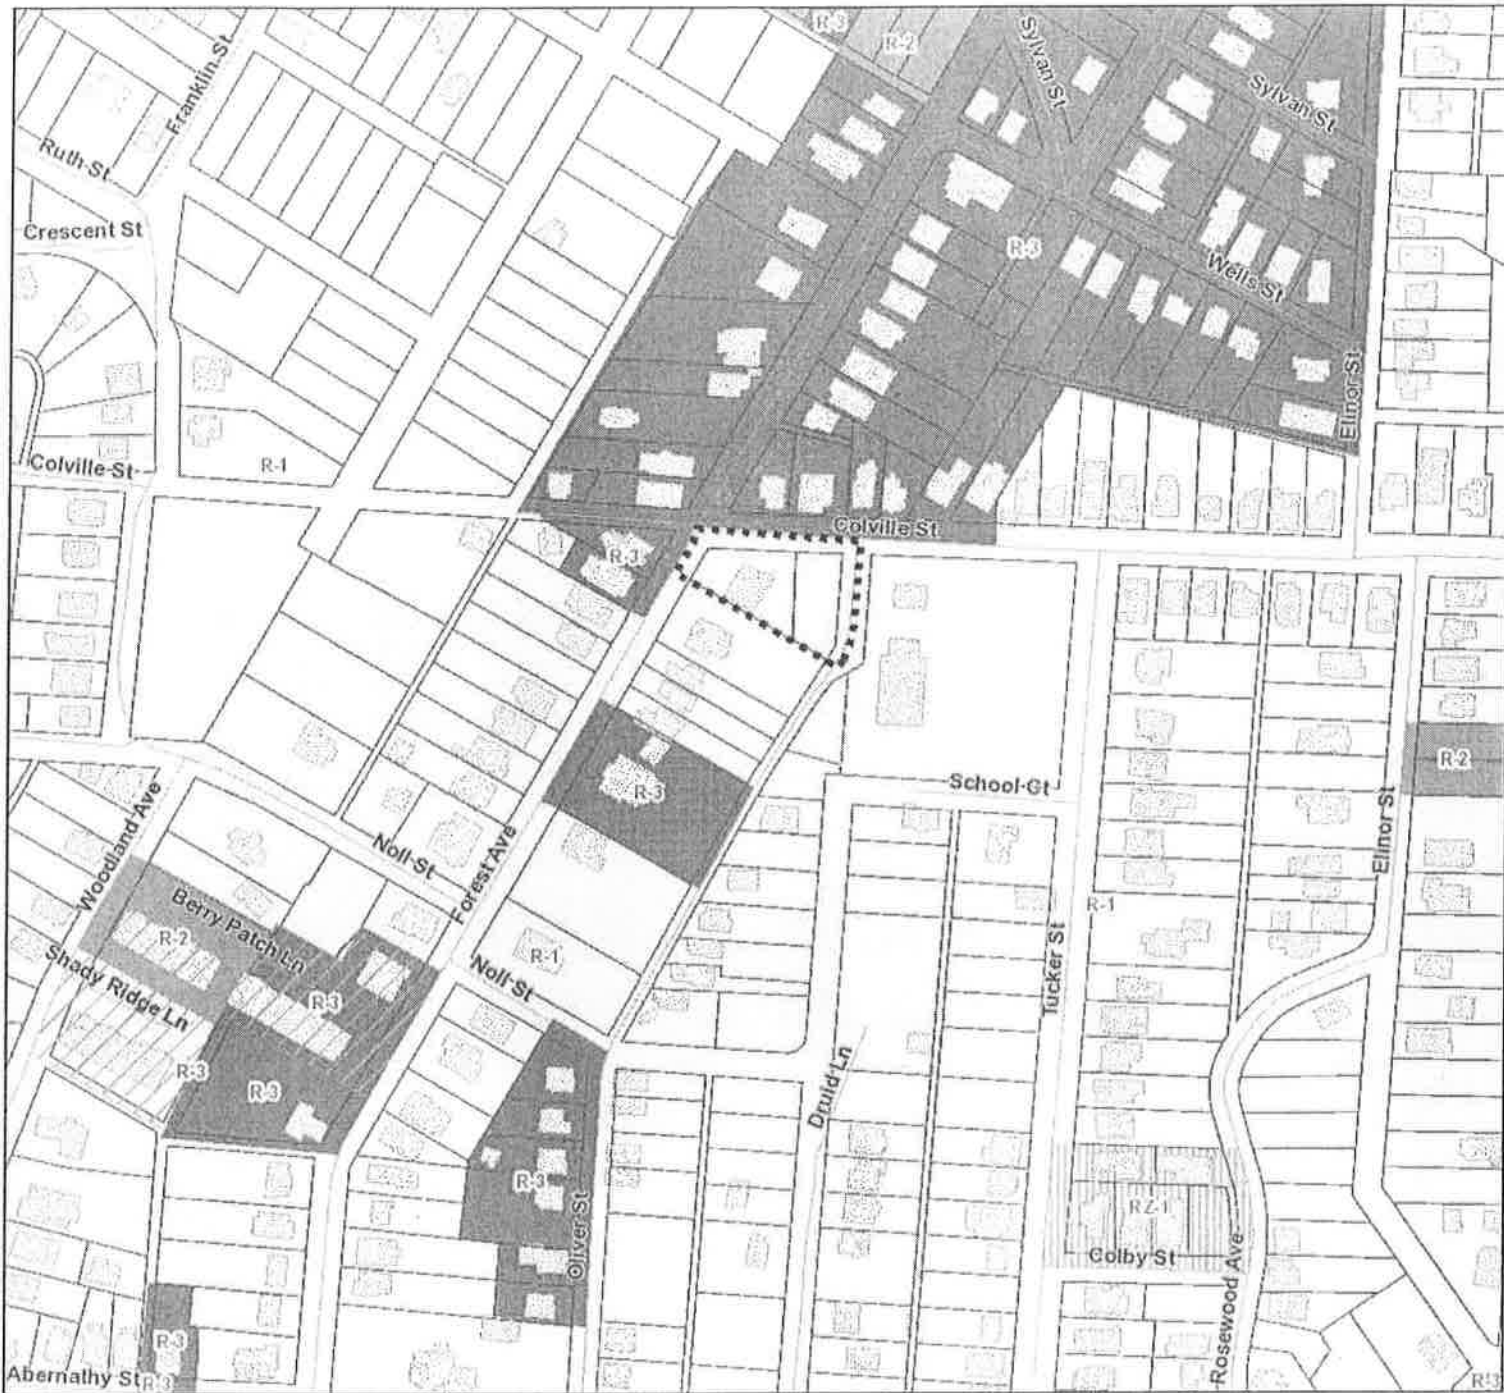 R-3
R-2
Sylvan St
Franklin St
Sylvan St
Ruth St
Crescent St
R-3
Wells St
Elinor St
Colville St
R-1
Colville St
R-3
R-2
School Ct
R-3
Woodland Ave
Noll St
Forest Ave
Elinor St
Berry Patch Ln
R-2
R-1
R-1
Shady Ridge Ln
R-3
Noll St
Tucker St
R-3
R-3
Druid Ln
R-3
Oliver St
RZ-1
Colby St
Rosewood Ave
R-3
Abernathy St
R-3
R-3